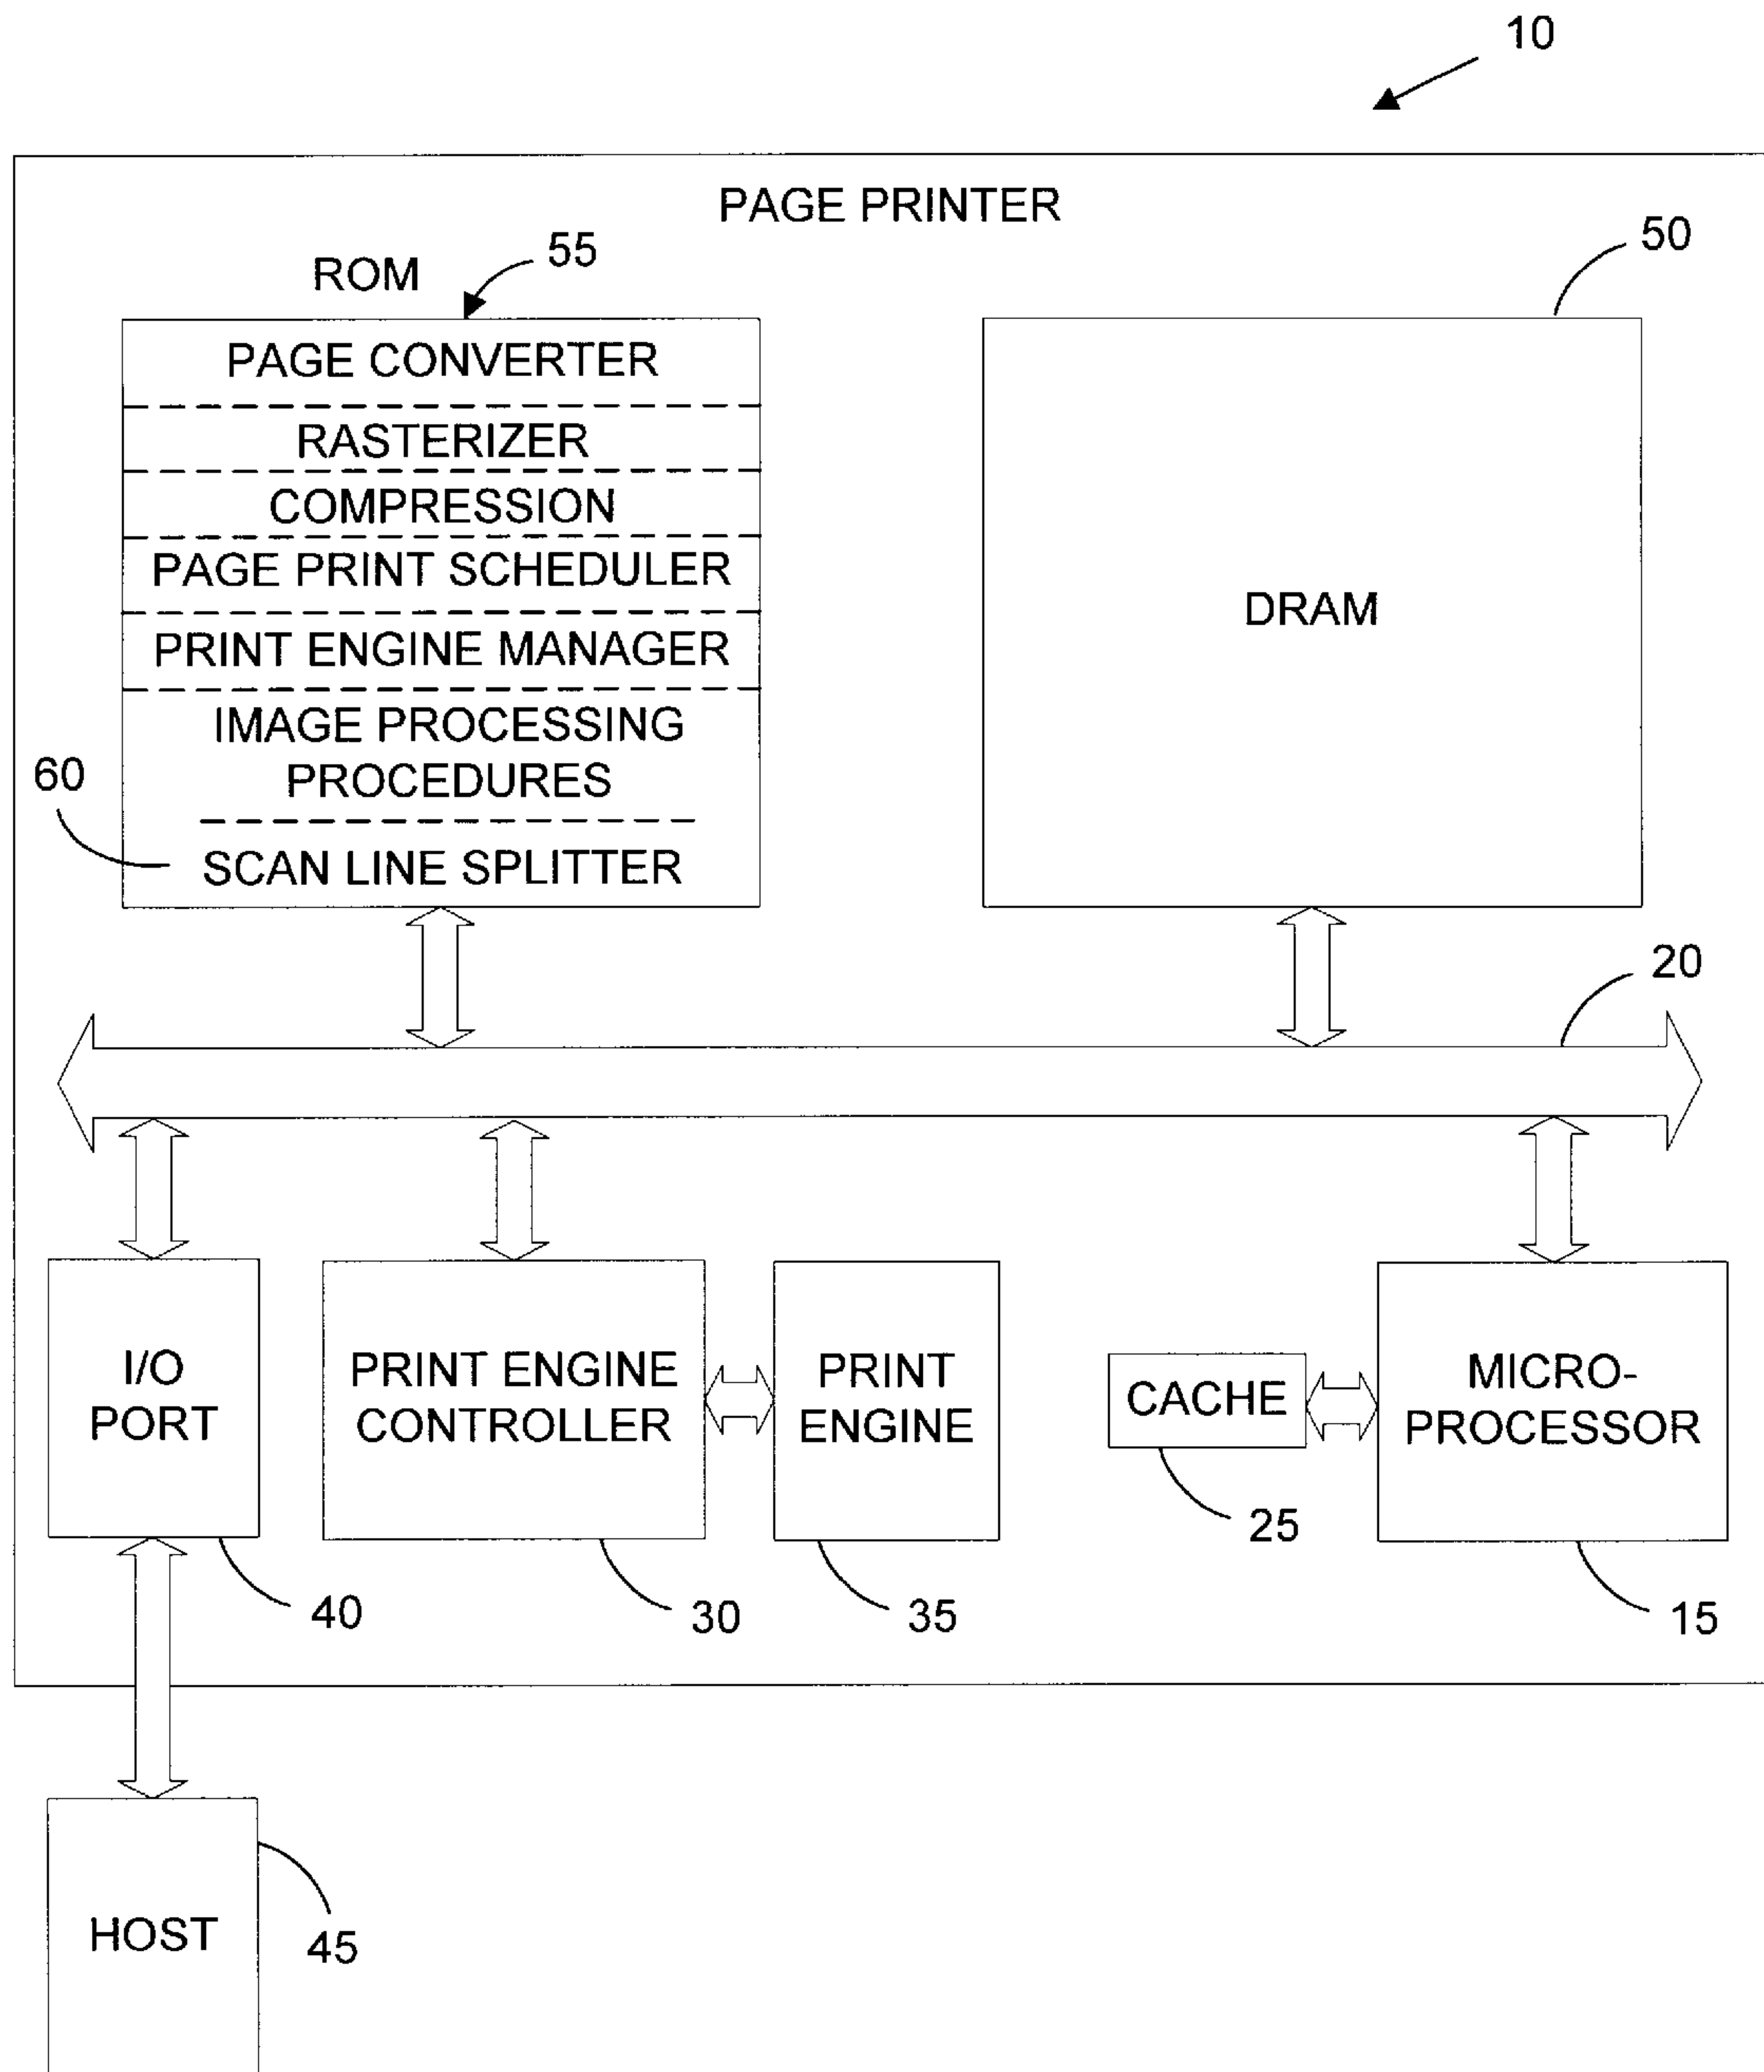 10
PAGE PRINTER
ROM
55
50
PAGE CONVERTER
RASTERIZER
COMPRESSION
PAGE PRINT SCHEDULER
PRINT ENGINE MANAGER
IMAGE PROCESSING
PROCEDURES
60
SCAN LINE SPLITTER
DRAM
20
I/O
PORT
PRINT ENGINE
CONTROLLER
PRINT
ENGINE
CACHE
MICRO-
PROCESSOR
25
40
30
35
15
HOST
45